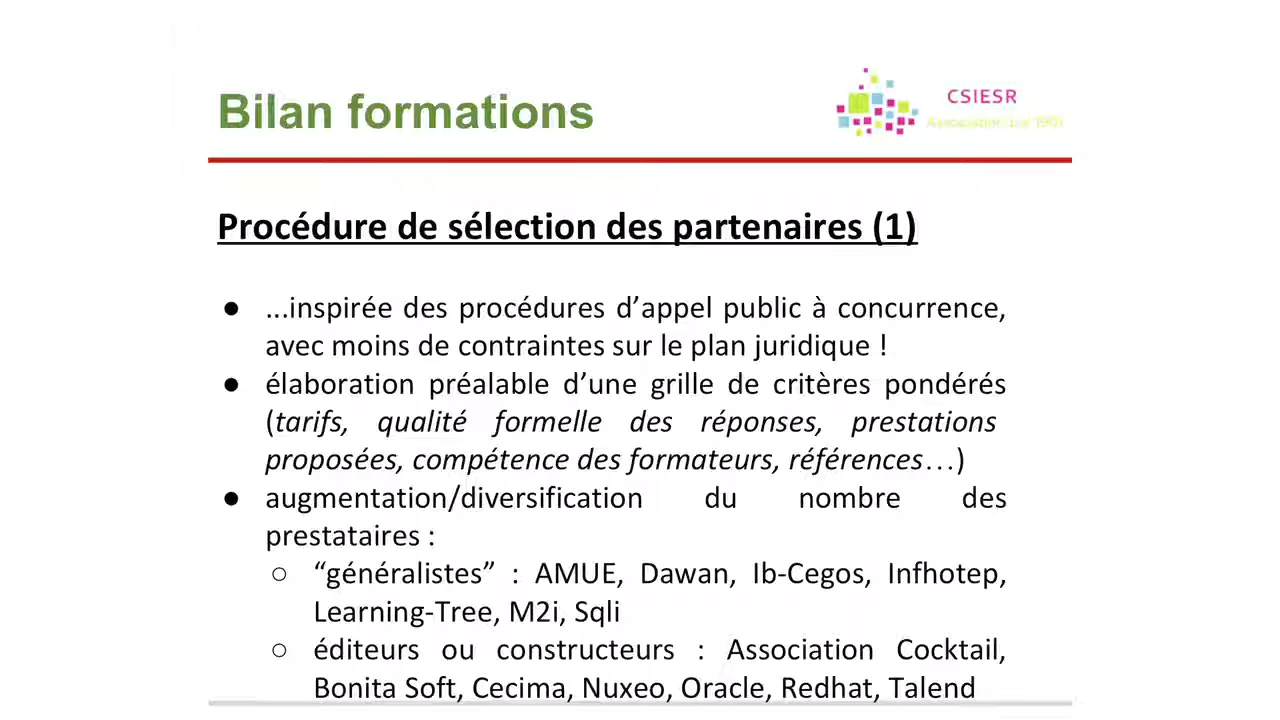 Bilan formations
CSIESR
Association Loi 1901
Procédure de sélection des partenaires (1)
● ...inspirée des procédures d’appel public à concurrence,
avec moins de contraintes sur le plan juridique !
● élaboration préalable d’une grille de critères pondérés
(tarifs, qualité formelle des réponses, prestations
proposées, compétence des formateurs, références…)
● augmentation/diversification du nombre des
prestataires :
○ “généralistes” : AMUE, Dawan, Ib-Cegos, Infhotep,
Learning-Tree, M2i, Sqli
○ éditeurs ou constructeurs : Association Cocktail,
Bonita Soft, Cecima, Nuxeo, Oracle, Redhat, Talend